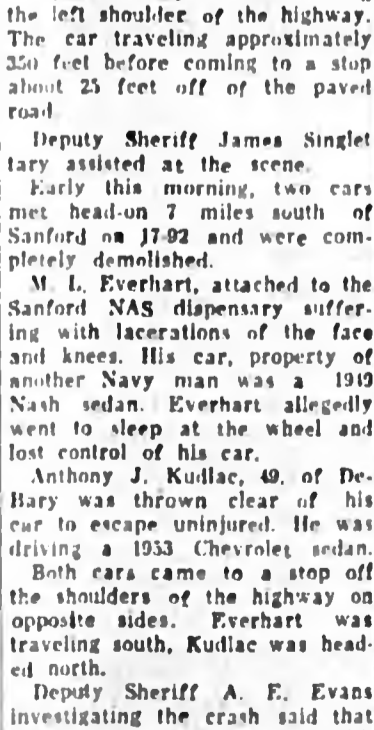 the left shoulder of the highway.
The car traveling approximately
350 feet before coming to a stop
about 25 feet off of the paved
road
Deputy Sheriff James Singlet
tary assisted at the scene.
Early this morning, two cars
met head-on 7 miles south of
Sanford on 17-92 and were com-
pletely demolished.
M. L. Everhart, attached to the
Sanford NAS dispensary suffer-
ing with lacerations of the face
and knees. His car, property of
another Navy man was a 1949
Nash sedan. Everhart allegedly
went to sleep at the wheel and
lost control of his car.
Anthony J. Kudlac, 49, of De-
Bary was thrown clear of his
car to escape uninjured. He was
driving a 1953 Chevrolet sedan.
Both cars came to a stop off
the shoulders of the highway on
opposite sides. Everhart was
traveling south, Kudlac was head-
ed north.
Deputy Sheriff A. E. Evans
investigating the crash said that